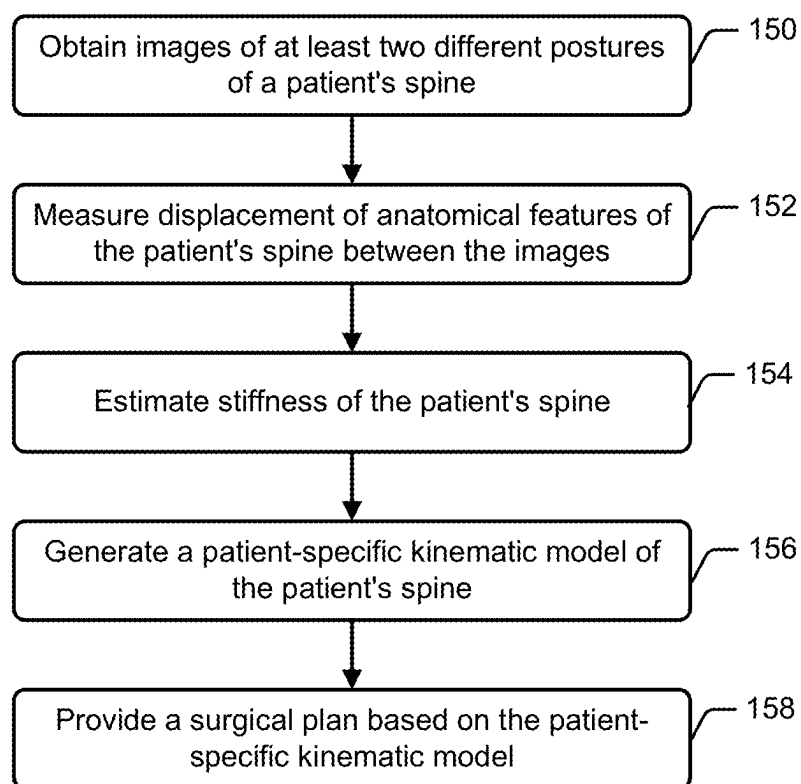 Obtain images of at least two different postures
of a patient's spine
150
Measure displacement of anatomical features of
the patient's spine between the images
152
Estimate stiffness of the patient's spine
154
Generate a patient-specific kinematic model of
the patient's spine
156
Provide a surgical plan based on the patient-
specific kinematic model
158